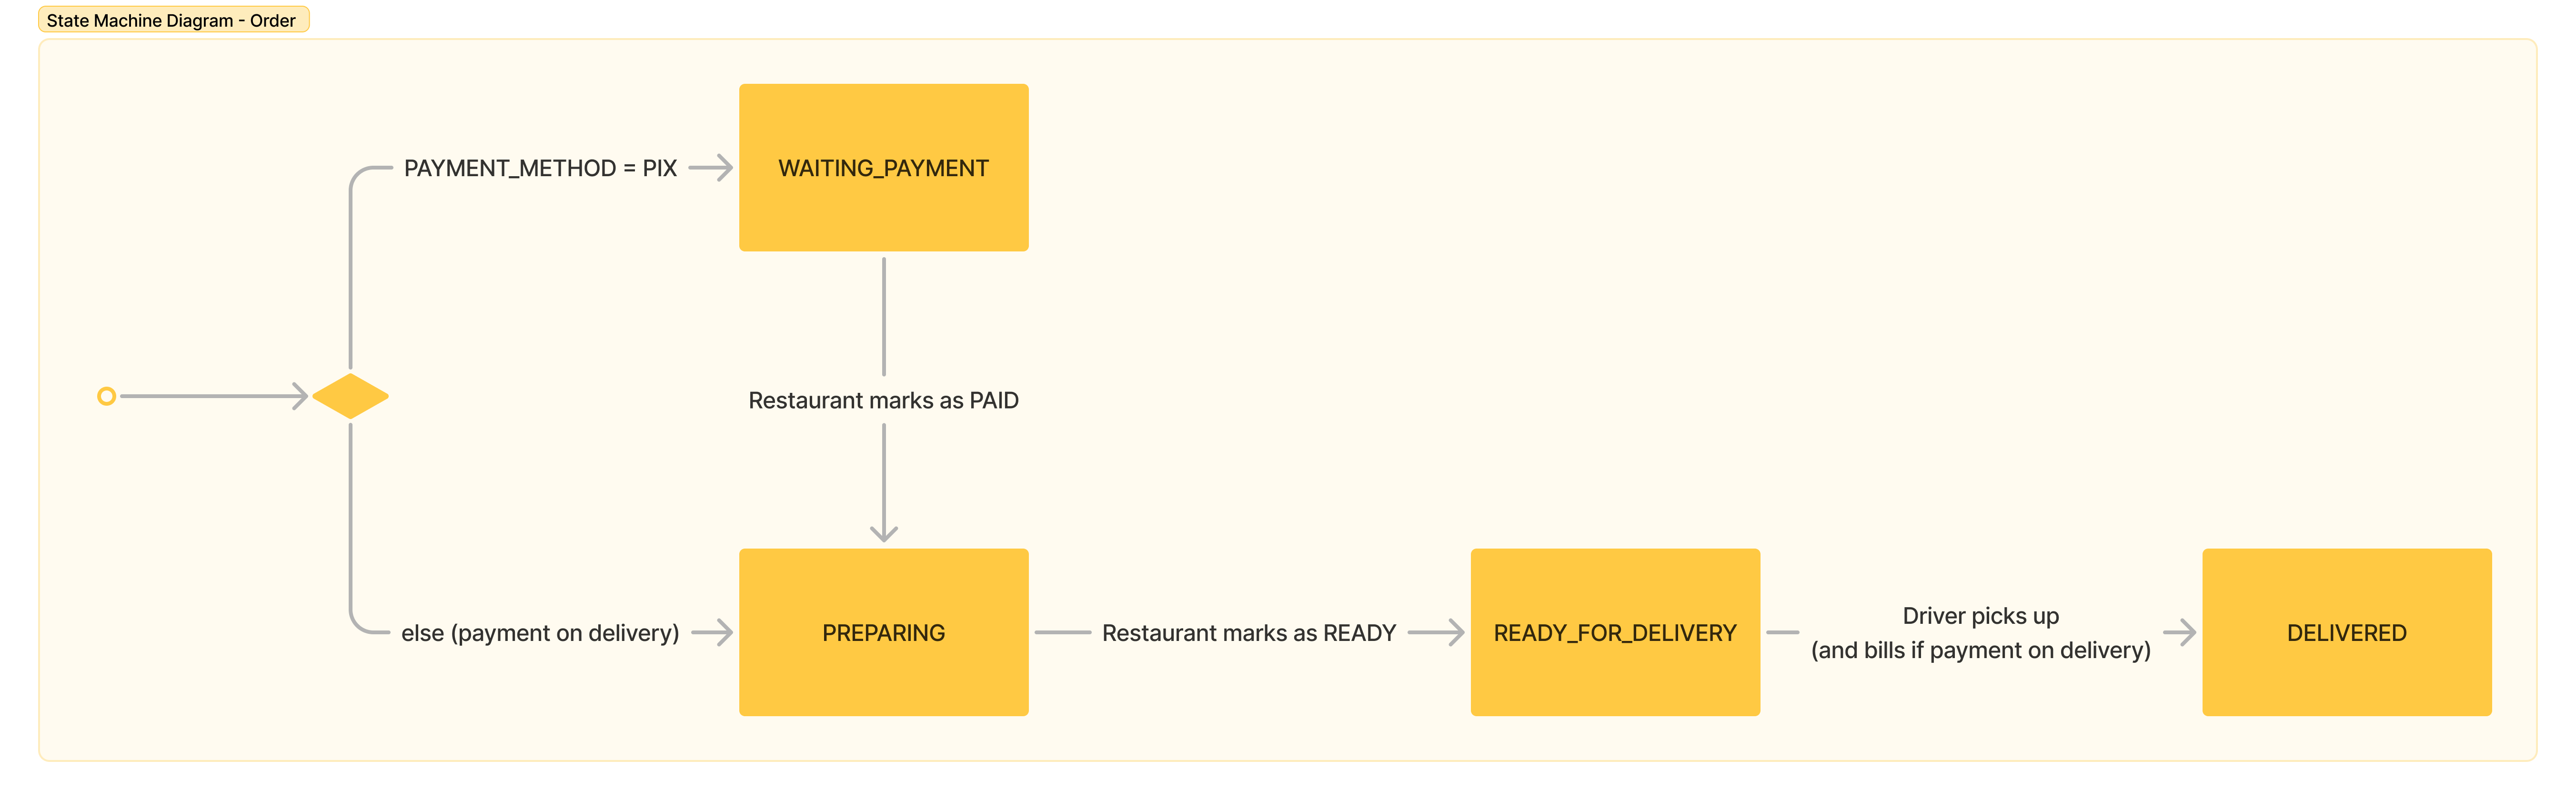 State Machine Diagram - Order
PAYMENT_METHOD = PIX
WAITING_PAYMENT
Restaurant marks as PAID
else (payment on delivery)
PREPARING
Restaurant marks as READY
READY_FOR_DELIVERY
Driver picks up
(and bills if payment on delivery)
DELIVERED